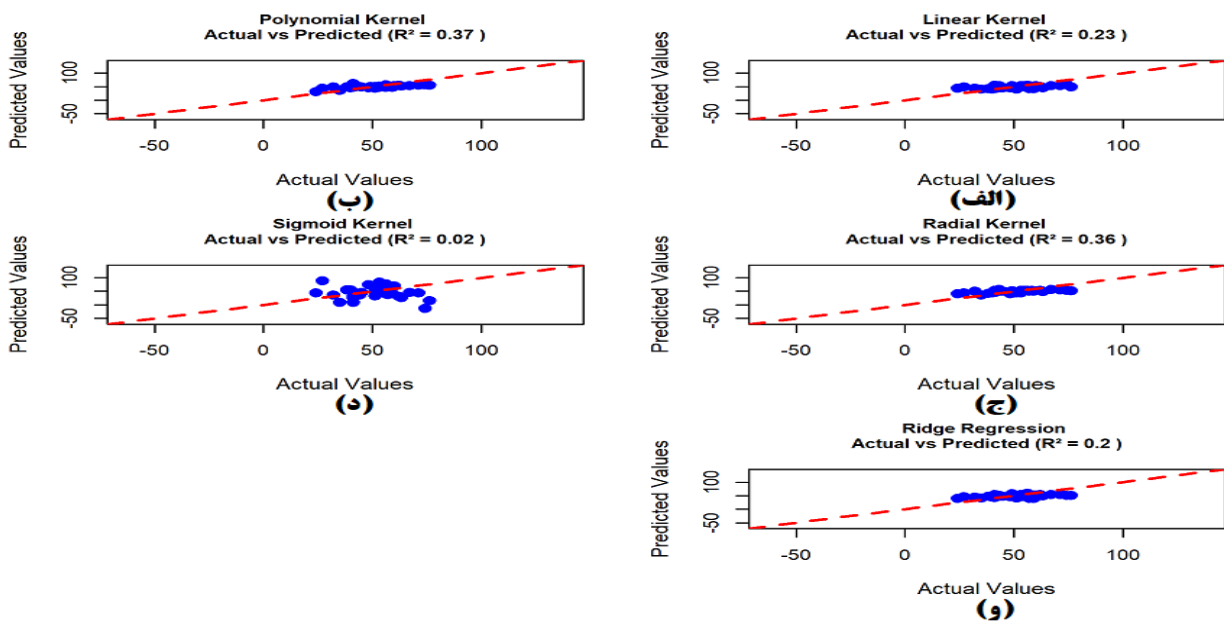 Linear Kernel
Actual vs Predicted (R² = 0.23 )
Predicted Values
100
-50
-50 0 50 100
Actual Values
(الف)
Polynomial Kernel
Actual vs Predicted (R² = 0.37 )
Predicted Values
100
-50
-50 0 50 100
Actual Values
(ب)
Radial Kernel
Actual vs Predicted (R² = 0.36 )
Predicted Values
100
-50
-50 0 50 100
Actual Values
(ج)
Sigmoid Kernel
Actual vs Predicted (R² = 0.02 )
Predicted Values
100
-50
-50 0 50 100
Actual Values
(د)
Ridge Regression
Actual vs Predicted (R² = 0.2 )
Predicted Values
100
-50
-50 0 50 100
Actual Values
(و)